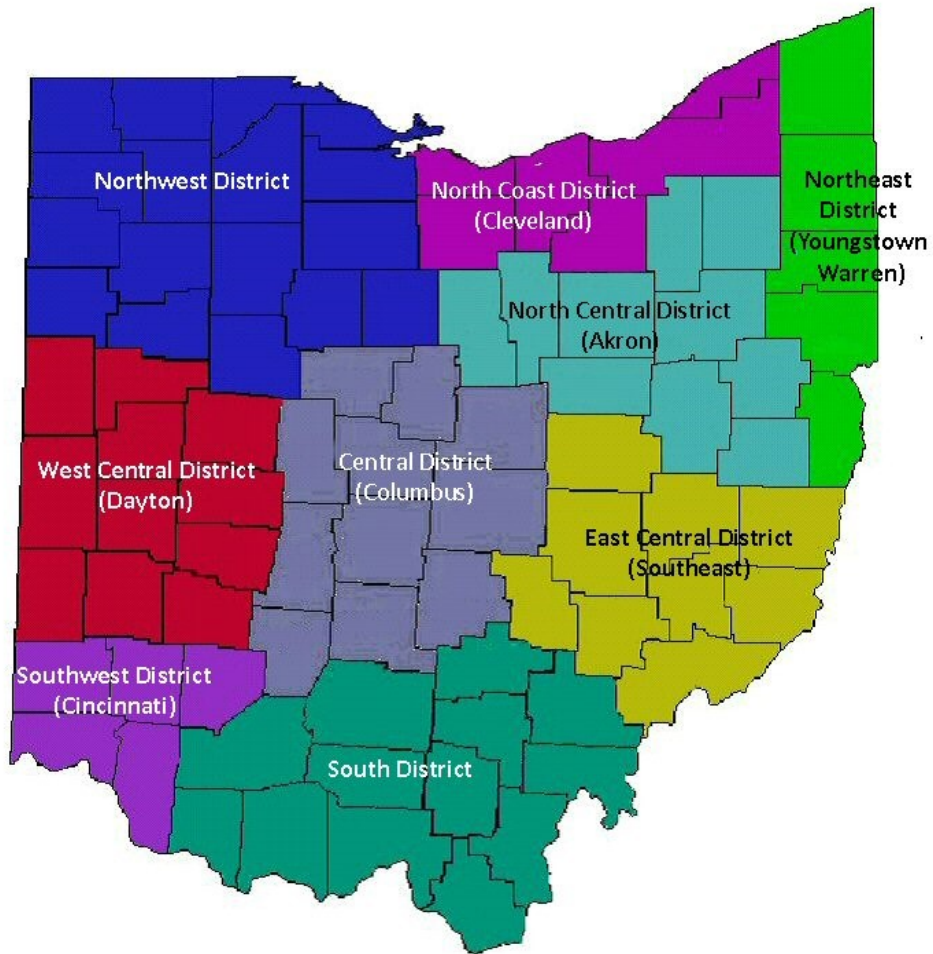 Northwest District
North Coast District
(Cleveland)
Northeast
District
(Youngstown
Warren)
North Central District
(Akron)
West Central District
(Dayton)
Central District
(Columbus)
East Central District
(Southeast)
Southwest District
(Cincinnati)
South District